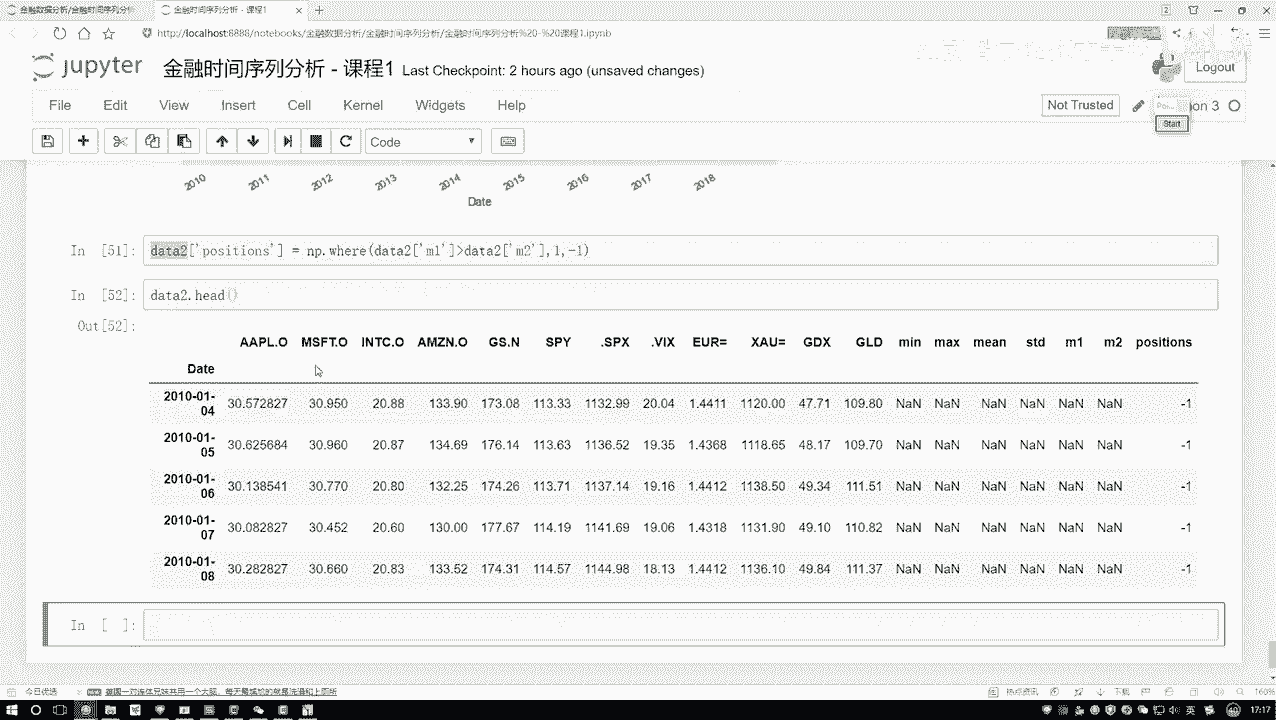 金融数据分析/金融时间序列分析
金融时间序列分析 - 课程1
http://localhost:8888/notebooks/金融数据分析/金融时间序列分析/金融时间序列分析%20-%20课程1.ipynb
jupyter 金融时间序列分析 - 课程1 Last Checkpoint: 2 hours ago (unsaved changes)
Logout
File Edit View Insert Cell Kernel Widgets Help
Not Trusted
on 3
Start
Code
2010 2011 2012 2013 2014 2015 2016 2017 2018
Date
In [51]: data2['positions'] = np.where(data2['m1']>data2['m2'],1,-1)
In [52]: data2.head()
Out[52]:
AAPL.O MSFT.O INTC.O AMZN.O GS.N SPY .SPX .VIX EUR= XAU= GDX GLD min max mean std m1 m2 positions
Date
2010-01-04 30.572827 30.950 20.88 133.90 173.08 113.33 1132.99 20.04 1.4411 1120.00 47.71 109.80 NaN NaN NaN NaN NaN NaN -1
2010-01-05 30.625684 30.960 20.87 134.69 176.14 113.63 1136.52 19.35 1.4368 1118.65 48.17 109.70 NaN NaN NaN NaN NaN NaN -1
2010-01-06 30.138541 30.770 20.80 132.25 174.26 113.71 1137.14 19.16 1.4412 1138.50 49.34 111.51 NaN NaN NaN NaN NaN NaN -1
2010-01-07 30.082827 30.452 20.60 130.00 177.67 114.19 1141.69 19.06 1.4318 1131.90 49.10 110.82 NaN NaN NaN NaN NaN NaN -1
2010-01-08 30.282827 30.660 20.83 133.52 174.31 114.57 1144.98 18.13 1.4412 1136.10 49.84 111.37 NaN NaN NaN NaN NaN NaN -1
In [ ]:
今日优选
热点资讯 下载 160%
英 17:17